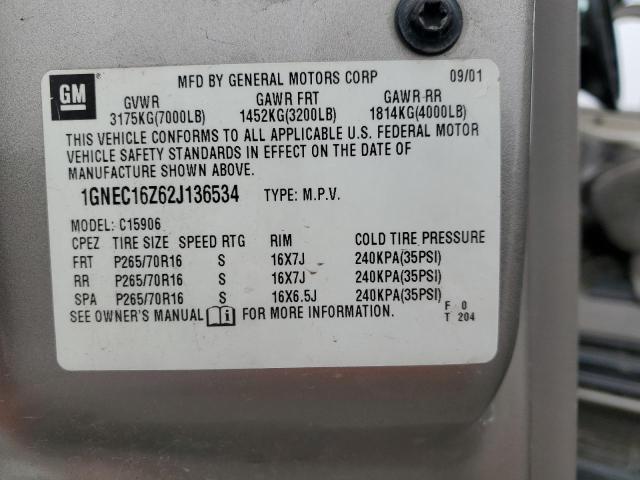 GM
MFD BY GENERAL MOTORS CORP 09/01
GVWR GAWR FRT GAWR RR
3175KG(7000LB) 1452KG(3200LB) 1814KG(4000LB)
THIS VEHICLE CONFORMS TO ALL APPLICABLE U.S. FEDERAL MOTOR
VEHICLE SAFETY STANDARDS IN EFFECT ON THE DATE OF
MANUFACTURE SHOWN ABOVE.
1GNEC16Z62J136534 TYPE: M.P.V.
MODEL: C15906
CPEZ TIRE SIZE SPEED RTG RIM COLD TIRE PRESSURE
FRT P265/70R16 S 16X7J 240KPA(35PSI)
RR P265/70R16 S 16X7J 240KPA(35PSI)
SPA P265/70R16 S 16X6.5J 240KPA(35PSI)
SEE OWNER'S MANUAL FOR MORE INFORMATION.
F 0
T 204